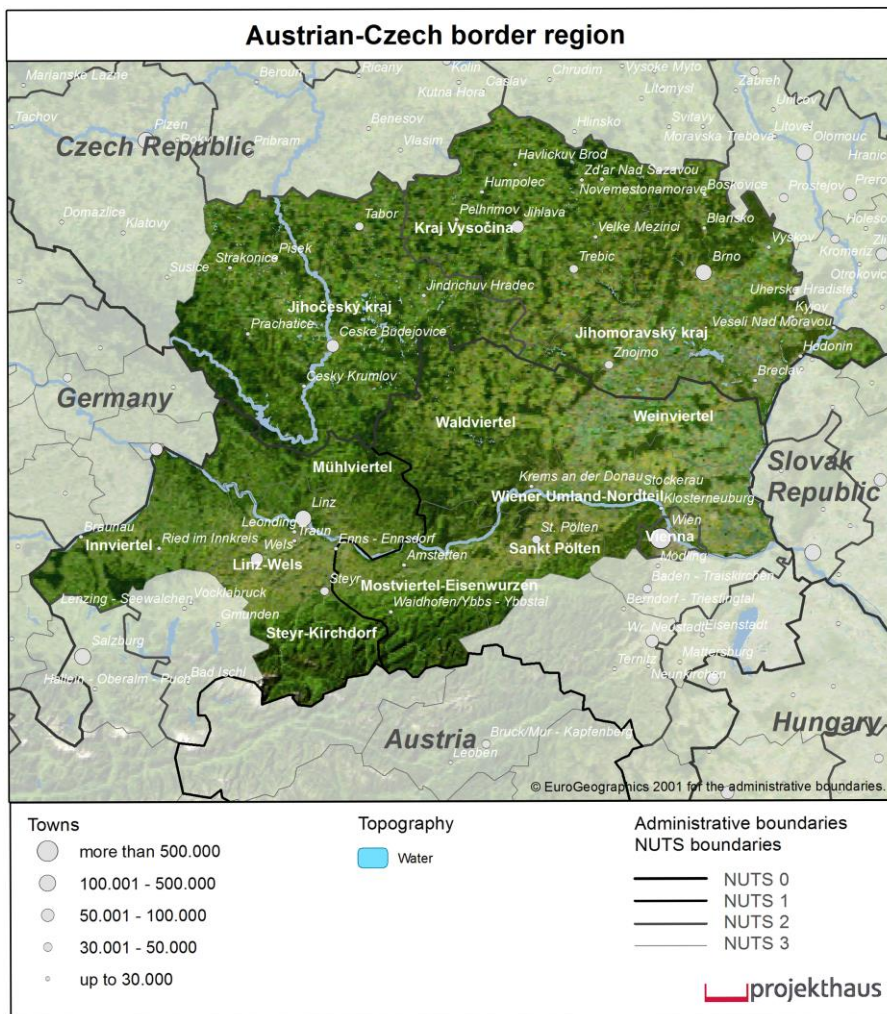 Austrian-Czech border region
Marianske Lazne
Beroun
Ricany
Kolin
Caslav
Chrudim
Vysoke Myto
Zabreh
Kutna Hora
Litomysl
Unicov
Tachov
Plzen
Rokycany
Pribram
Benesov
Vlasim
Hlinsko
Svitavy
Moravska Trebova
Litovel
Olomouc
Czech Republic
Hranic
Havlickuv Brod
Zd'ar Nad Sazavou
Prero
Humpolec
Novemestonamorave
Boskovice
Prostejov
Domazlice
Klatovy
Tabor
Pelhrimov
Jihlava
Kraj Vysočina
Velke Mezirici
Blansko
Vyskov
Holeso
Kromeriz
Zl
Susice
Strakonice
Pisek
Trebic
Brno
Otrokovic
Jindrichuv Hradec
Uherske Hradiste
Jihočeský kraj
Kyjov
Prachatice
Ceske Budejovice
Jihomoravský kraj
Veseli Nad Moravou
Znojmo
Hodonin
Cesky Krumlov
Breclav
Germany
Waldviertel
Weinviertel
Mühlviertel
Slovak
Republic
Krems an der Donau
Stockerau
Wiener Umland-Nordteil
Klosterneuburg
Linz
Leonding
Traun
Braunau
Ried im Innkreis
Innviertel
Wels
Linz-Wels
Enns - Ennsdorf
St. Pölten
Sankt Pölten
Wien
Vienna
Mödling
Amstetten
Steyr
Mostviertel-Eisenwurzen
Baden - Traiskirchen
Lenzing - Seewalchen
Vöcklabruck
Waidhofen/Ybbs - Ybbstal
Berndorf - Triestingtal
Gmunden
Steyr-Kirchdorf
Wr. Neustadt
Eisenstadt
Salzburg
Mattersburg
Ternitz
Neunkirchen
Hallein - Oberalm - Puch
Bad Ischl
Austria
Bruck/Mur - Kapfenberg
Leoben
Hungary
© EuroGeographics 2001 for the administrative boundaries.
Towns
more than 500.000
100.001 - 500.000
50.001 - 100.000
30.001 - 50.000
up to 30.000
Topography
Water
Administrative boundaries
NUTS boundaries
NUTS 0
NUTS 1
NUTS 2
NUTS 3
projekthaus